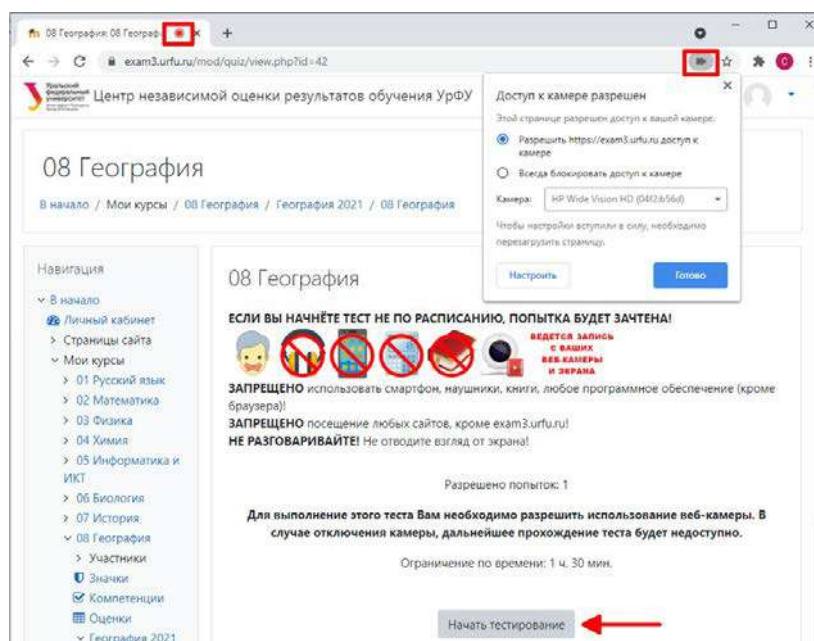 08 География: 08 Географи
exam3.urfu.ru/mod/quiz/view.php?id=42
Уральский
федеральный
университет
Центр независимой оценки результатов обучения УрФУ
Доступ к камере разрешен
Этой странице разрешен доступ к вашей камере.
Разрешить https://exam3.urfu.ru доступ к
камере
Всегда блокировать доступ к камере
Камера: HP Wide Vision HD (04f2:b56d)
Чтобы настройки вступили в силу, необходимо
перезагрузить страницу.
Настроить
Готово
08 География
В начало / Мои курсы / 08 География / География 2021 / 08 География
Навигация
В начало
Личный кабинет
Страницы сайта
Мои курсы
01 Русский язык
02 Математика
03 Физика
04 Химия
05 Информатика и
ИКТ
06 Биология
07 История
08 География
Участники
Значки
Компетенции
Оценки
География 2021
08 География
ЕСЛИ ВЫ НАЧНЁТЕ ТЕСТ НЕ ПО РАСПИСАНИЮ, ПОПЫТКА БУДЕТ ЗАЧТЕНА!
ВЕДЕТСЯ ЗАПИСЬ
С ВАШИХ
ВЕБ-КАМЕРЫ
И ЭКРАНА
ЗАПРЕЩЕНО использовать смартфон, наушники, книги, любое программное обеспечение (кроме
браузера)!
ЗАПРЕЩЕНО посещение любых сайтов, кроме exam3.urfu.ru!
НЕ РАЗГОВАРИВАЙТЕ! Не отводите взгляд от экрана!
Разрешено попыток: 1
Для выполнения этого теста Вам необходимо разрешить использование веб-камеры. В
случае отключения камеры, дальнейшее прохождение теста будет недоступно.
Ограничение по времени: 1 ч. 30 мин.
Начать тестирование